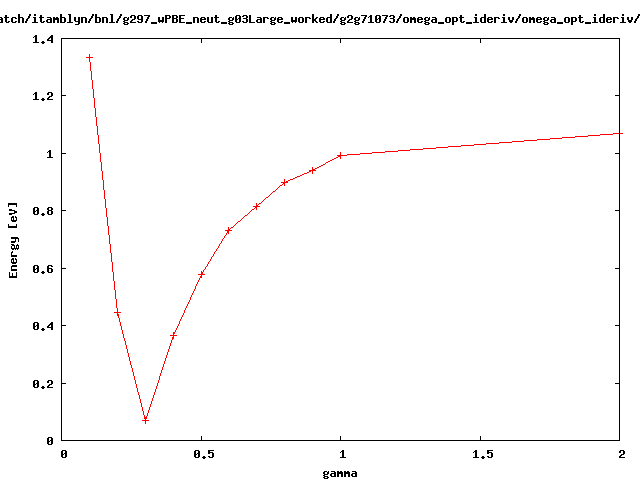 atch/itamblyn/bnl/g297_wPBE_neut_g03Large_worked/g2g71073/omega_opt_ideriv/omega_opt_ideriv/
1.4
1.2
1
0.8
0.6
0.4
0.2
0
Energy [eV]
0 0.5 1 1.5 2
gamma